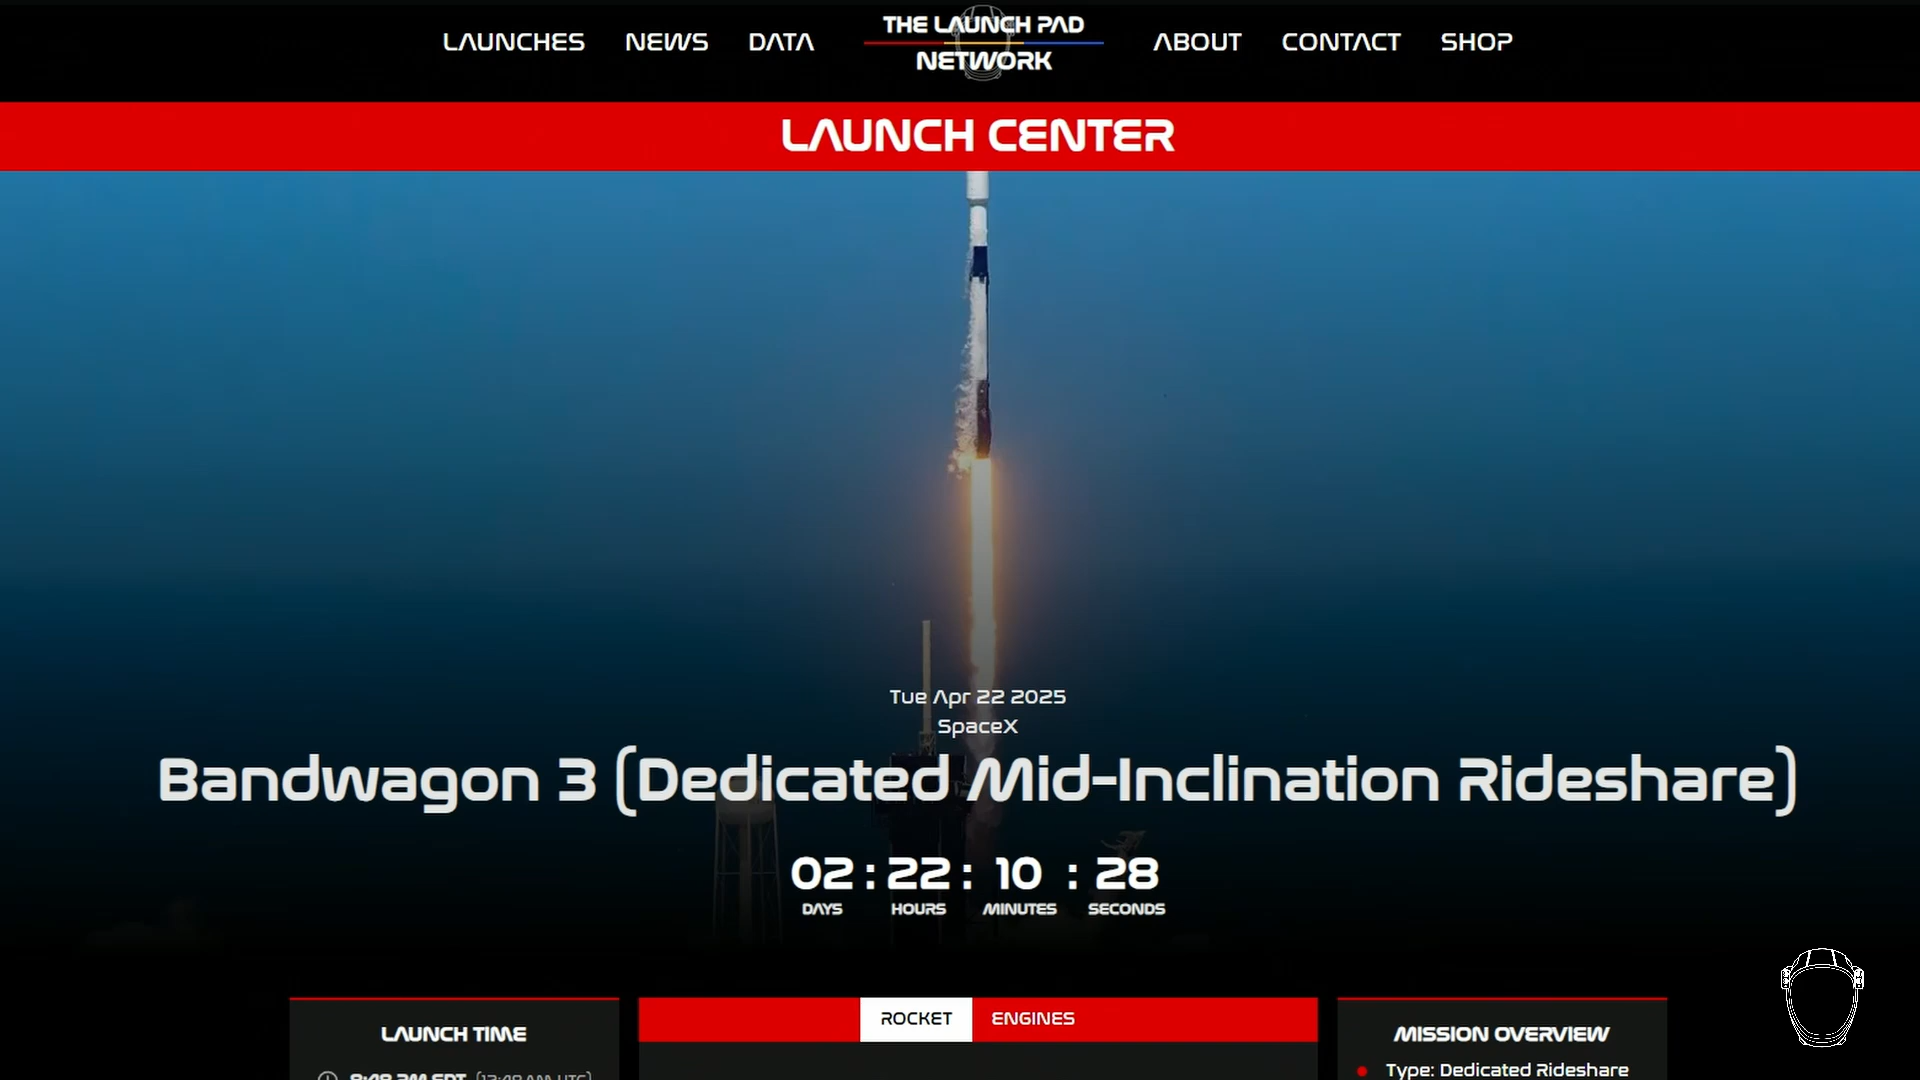 LAUNCHES NEWS DATA THE LAUNCH PAD NETWORK ABOUT CONTACT SHOP
LAUNCH CENTER
Tue Apr 22 2025
SpaceX
Bandwagon 3 (Dedicated Mid-Inclination Rideshare)
02 : 22 : 10 : 28
DAYS HOURS MINUTES SECONDS
LAUNCH TIME
ROCKET ENGINES
MISSION OVERVIEW
Type: Dedicated Rideshare